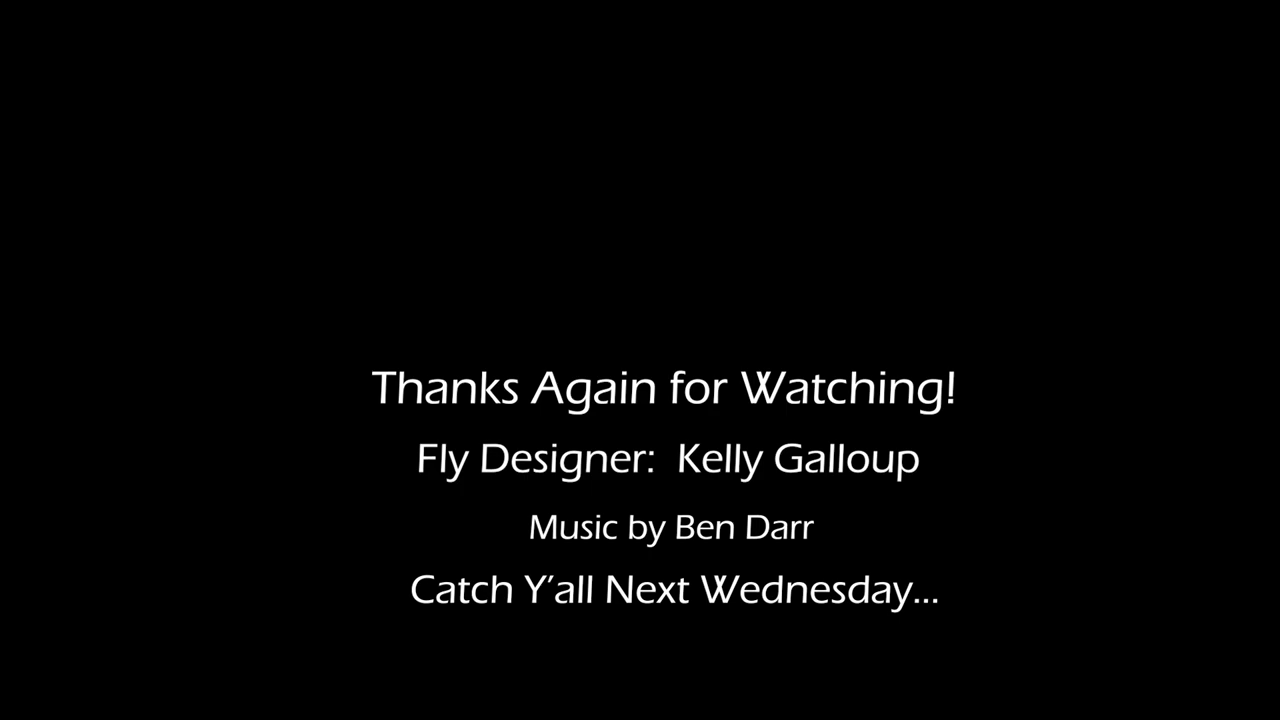 Thanks Again for Watching!
Fly Designer:  Kelly Galloup
Music by Ben Darr
Catch Y’all Next Wednesday...